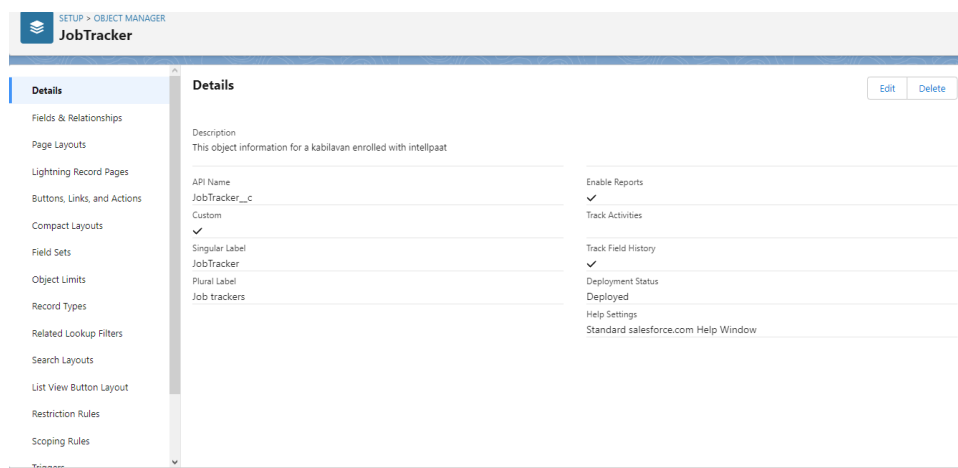 SETUP > OBJECT MANAGER
JobTracker
Details
Fields & Relationships
Page Layouts
Lightning Record Pages
Buttons, Links, and Actions
Compact Layouts
Field Sets
Object Limits
Record Types
Related Lookup Filters
Search Layouts
List View Button Layout
Restriction Rules
Scoping Rules
Triggers
Details
Edit
Delete
Description
This object information for a kabilavan enrolled with intellpaat
API Name
JobTracker__c
Custom
Singular Label
JobTracker
Plural Label
Job trackers
Enable Reports
Track Activities
Track Field History
Deployment Status
Deployed
Help Settings
Standard salesforce.com Help Window